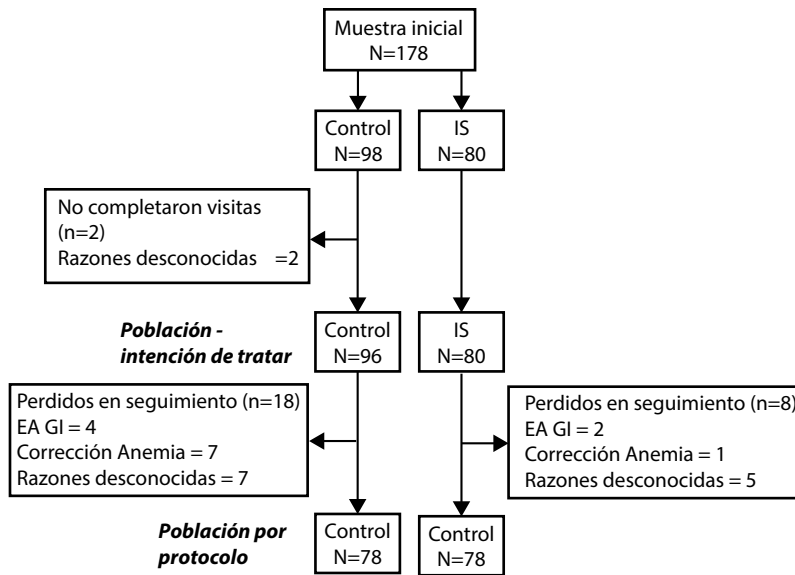 Muestra inicial
N=178
Control
N=98
IS
N=80
No completaron visitas
(n=2)
Razones desconocidas =2
Población -
intención de tratar
Control
N=96
IS
N=80
Perdidos en seguimiento (n=18)
EA GI = 4
Corrección Anemia = 7
Razones desconocidas = 7
Perdidos en seguimiento (n=8)
EA GI = 2
Corrección Anemia = 1
Razones desconocidas = 5
Población por
protocolo
Control
N=78
Control
N=78